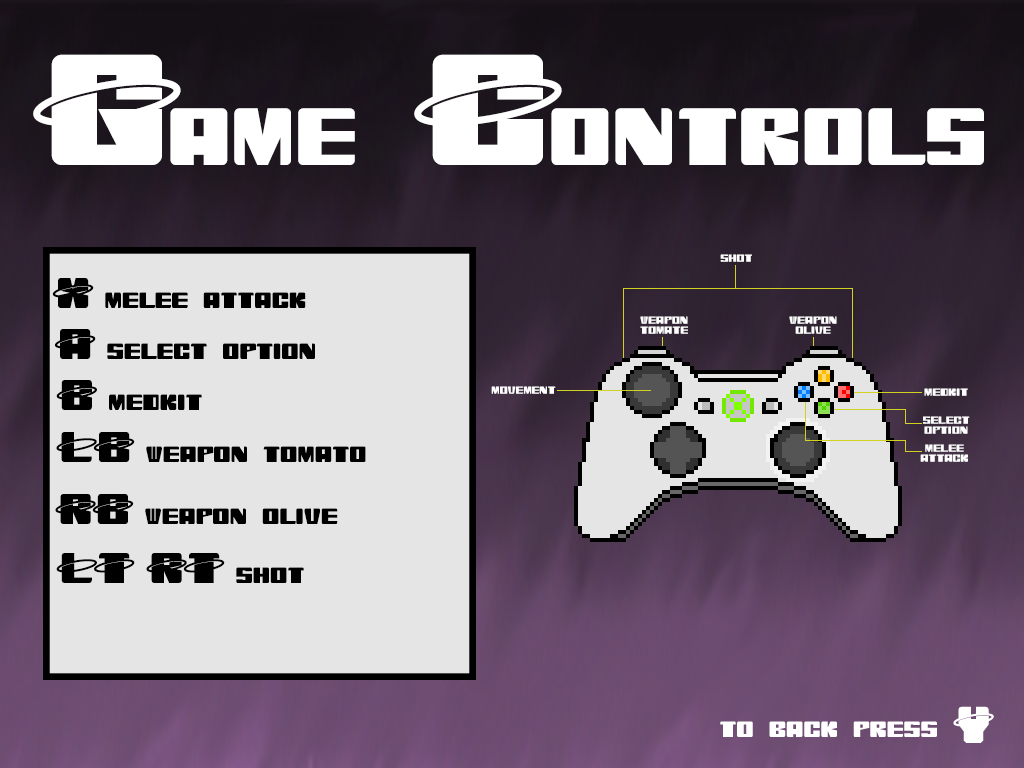 GAME CONTROLS
X MELEE ATTACK
A SELECT OPTION
B MEDKIT
LB WEAPON TOMATO
RB WEAPON OLIVE
LT RT SHOT
SHOT
WEAPON
TOMATE
WEAPON
OLIVE
MOVEMENT
MEDKIT
SELECT
OPTION
MELEE
ATTACK
TO BACK PRESS Y